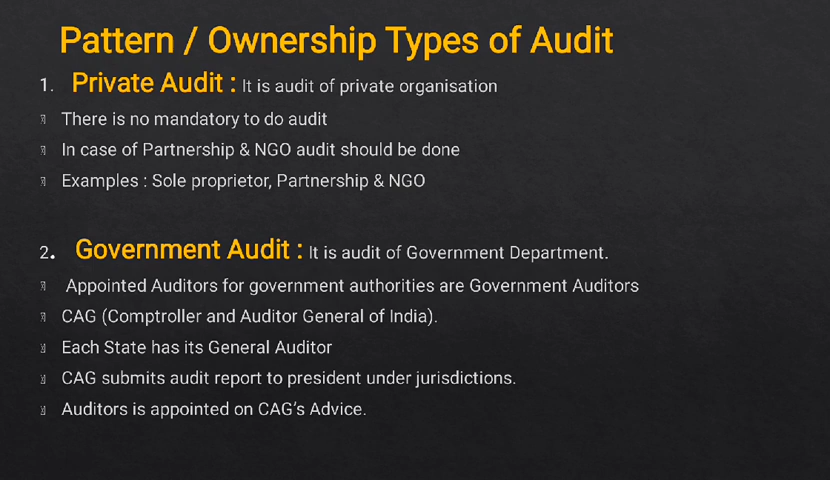 Pattern / Ownership Types of Audit
1. Private Audit : It is audit of private organisation
There is no mandatory to do audit
In case of Partnership & NGO audit should be done
Examples : Sole proprietor, Partnership & NGO
2. Government Audit : It is audit of Government Department.
Appointed Auditors for government authorities are Government Auditors
CAG (Comptroller and Auditor General of India).
Each State has its General Auditor
CAG submits audit report to president under jurisdictions.
Auditors is appointed on CAG's Advice.